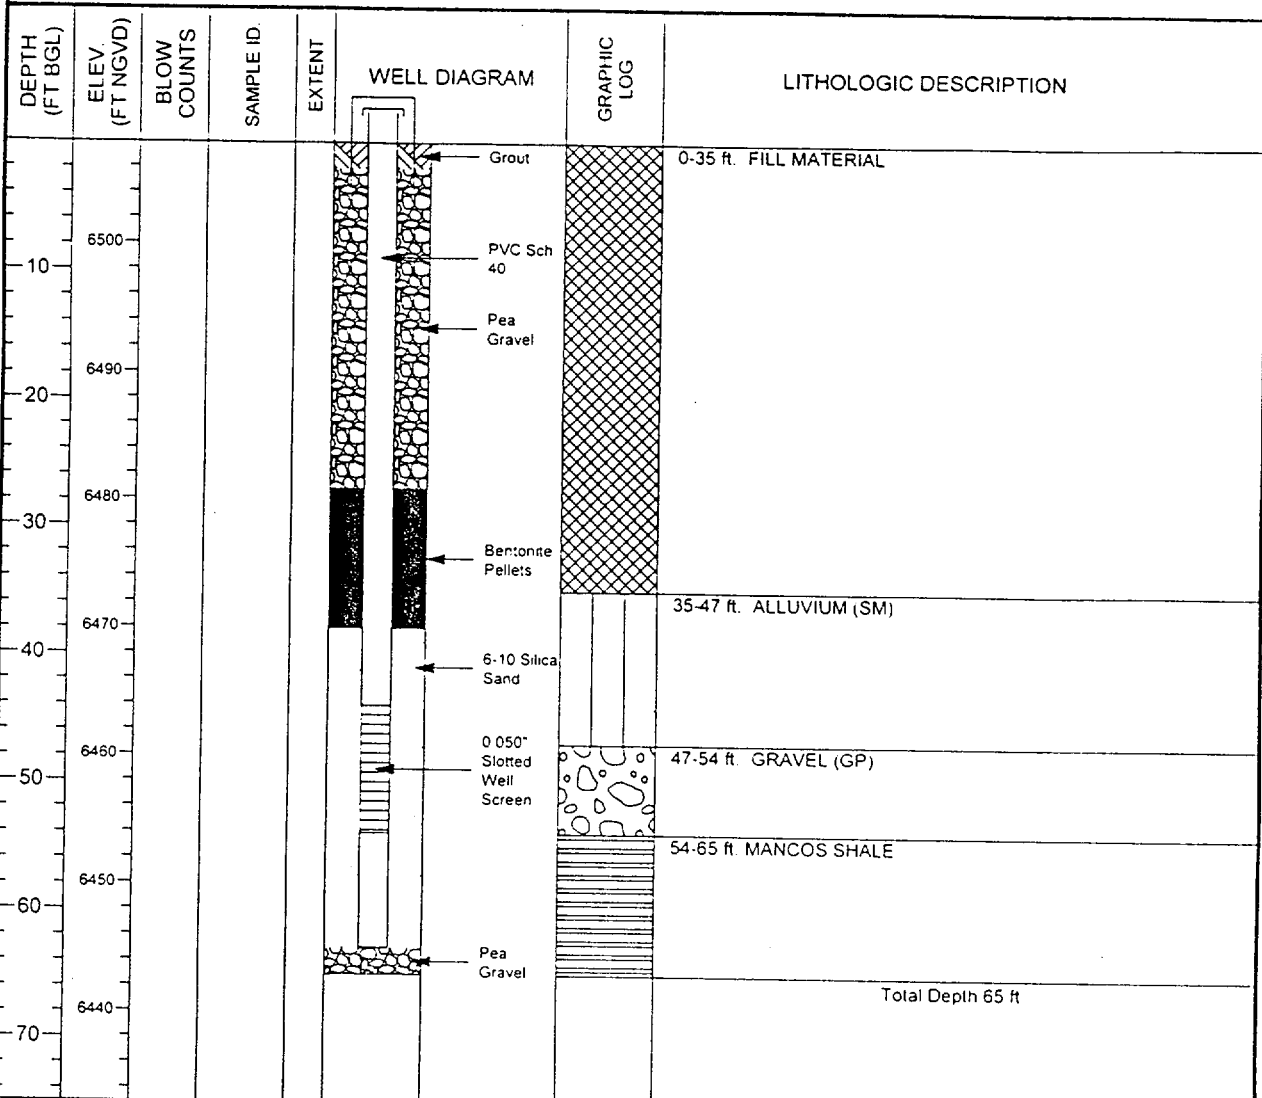 DEPTH
(FT BGL)
ELEV.
(FT NGVD)
BLOW
COUNTS
SAMPLE ID.
EXTENT
WELL DIAGRAM
GRAPHIC
LOG
LITHOLOGIC DESCRIPTION
Grout
0-35 ft. FILL MATERIAL
6500
PVC Sch
40
10
Pea
Gravel
6490
20
6480
30
Bentonite
Pellets
35-47 ft. ALLUVIUM (SM)
6470
40
6-10 Silica
Sand
0 050"
Slotted
Well
Screen
6460
47-54 ft. GRAVEL (GP)
50
54-65 ft. MANCOS SHALE
6450
60
Pea
Gravel
Total Depth 65 ft
6440
70